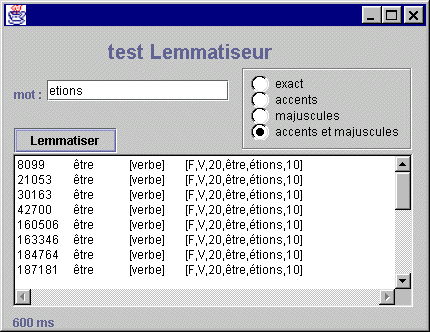 test Lemmatiseur
mot : etions
exact
accents
majuscules
accents et majuscules
Lemmatiser
8099 être [verbe] [F,V,20,être,étions,10]
21053 être [verbe] [F,V,20,être,étions,10]
30163 être [verbe] [F,V,20,être,étions,10]
42700 être [verbe] [F,V,20,être,étions,10]
160506 être [verbe] [F,V,20,être,étions,10]
163346 être [verbe] [F,V,20,être,étions,10]
184764 être [verbe] [F,V,20,être,étions,10]
187181 être [verbe] [F,V,20,être,étions,10]
600 ms